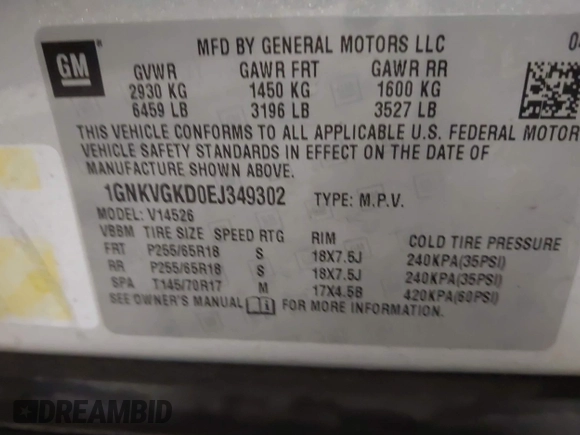 GM
MFD BY GENERAL MOTORS LLC
GVWR GAWR FRT GAWR RR
2930 KG 1450 KG 1600 KG
6459 LB 3196 LB 3527 LB
THIS VEHICLE CONFORMS TO ALL APPLICABLE U.S. FEDERAL MOTOR
VEHICLE SAFETY STANDARDS IN EFFECT ON THE DATE OF
MANUFACTURE SHOWN ABOVE.
1GNKVGKD0EJ349302 TYPE: M.P.V.
MODEL: V14526
VBBM TIRE SIZE SPEED RTG RIM COLD TIRE PRESSURE
FRT P255/65R18 S 18X7.5J 240KPA(35PSI)
RR P255/65R18 S 18X7.5J 240KPA(35PSI)
SPA T145/70R17 M 17X4.5B 420KPA(60PSI)
SEE OWNER'S MANUAL FOR MORE INFORMATION.
DREAMBID